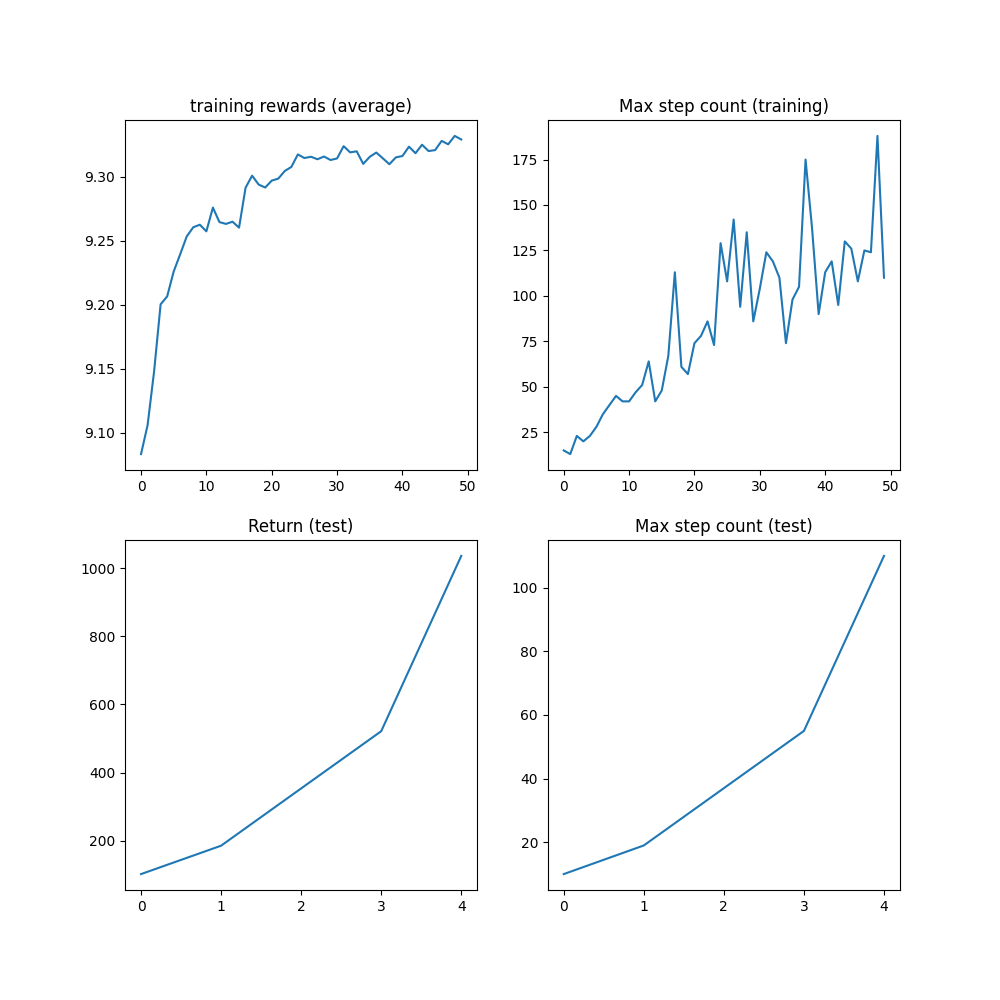 training rewards (average)
9.30
9.25
9.20
9.15
9.10
0 10 20 30 40 50
Max step count (training)
175
150
125
100
75
50
25
0 10 20 30 40 50
Return (test)
1000
800
600
400
200
0 1 2 3 4
Max step count (test)
100
80
60
40
20
0 1 2 3 4